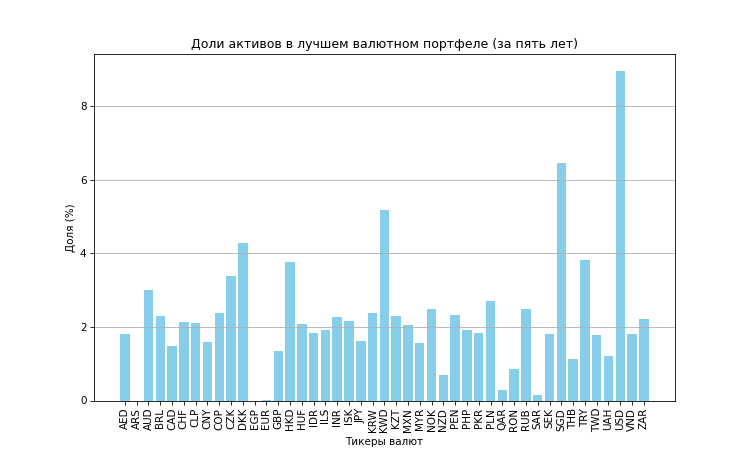 Доли активов в лучшем валютном портфеле (за пять лет)
Доля (%)
8
6
4
2
0
AED ARS AUD BRL CAD CHF CLP CNY COP CZK DKK EGP EUR GBP HKD HUF IDR ILS INR ISK JPY KRW KWD KZT MXN MYR NOK NZD PEN PHP PKR PLN QAR RON RUB SAR SEK SGD THB TRY TWD UAH USD VND ZAR
Тикеры валют